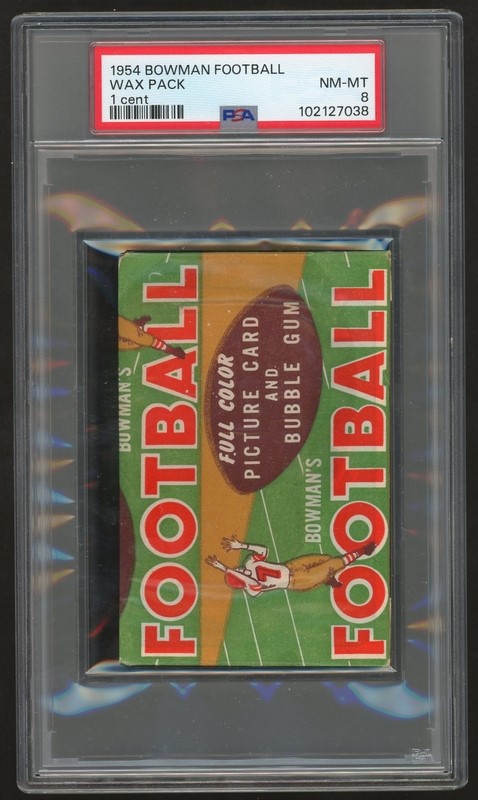 1954 BOWMAN FOOTBALL
WAX PACK NM-MT
1 cent 8
PSA 102127038
BOWMAN'S
FOOTBALL
FULL COLOR
PICTURE CARD
AND
BUBBLE GUM
BOWMAN'S
FOOTBALL
7